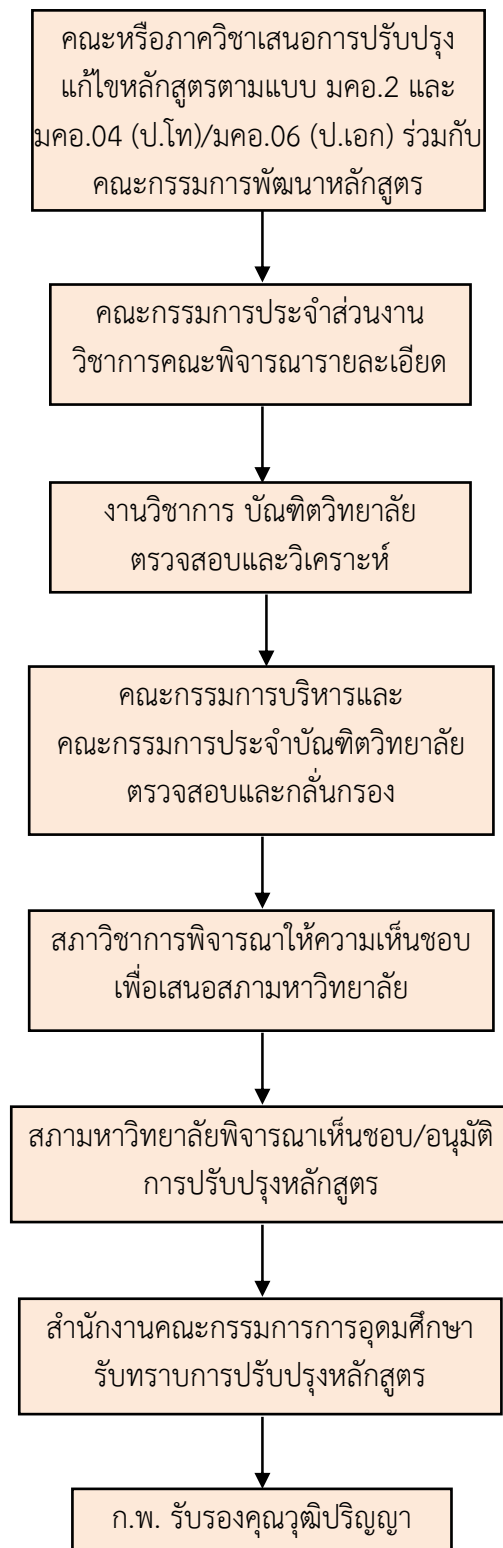 คณะหรือภาควิชาเสนอการปรับปรุง
แก้ไขหลักสูตรตามแบบ มคอ.2 และ
มคอ.04 (ป.โท)/มคอ.06 (ป.เอก) ร่วมกับ
คณะกรรมการพัฒนาหลักสูตร
คณะกรรมการประจำส่วนงาน
วิชาการคณะพิจารณารายละเอียด
งานวิชาการ บัณฑิตวิทยาลัย
ตรวจสอบและวิเคราะห์
คณะกรรมการบริหารและ
คณะกรรมการประจำบัณฑิตวิทยาลัย
ตรวจสอบและกลั่นกรอง
สภาวิชาการพิจารณาให้ความเห็นชอบ
เพื่อเสนอสภามหาวิทยาลัย
สภามหาวิทยาลัยพิจารณาเห็นชอบ/อนุมัติ
การปรับปรุงหลักสูตร
สำนักงานคณะกรรมการการอุดมศึกษา
รับทราบการปรับปรุงหลักสูตร
ก.พ. รับรองคุณวุฒิปริญญา